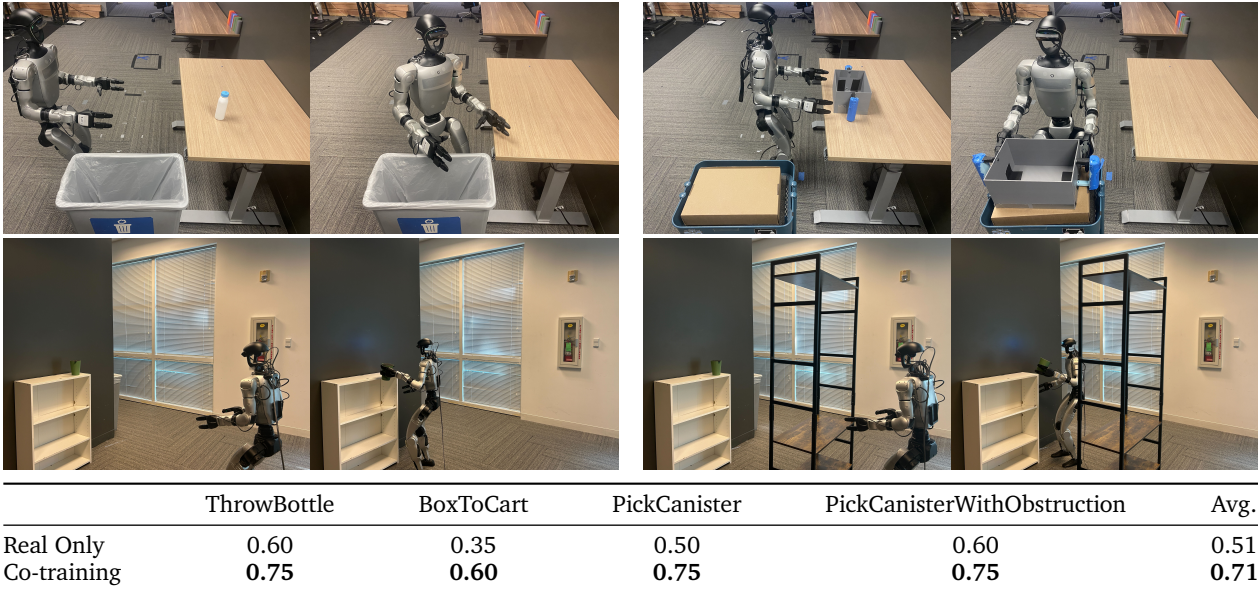 ThrowBottle BoxToCart PickCanister PickCanisterWithObstruction Avg.
Real Only 0.60 0.35 0.50 0.60 0.51
Co-training 0.75 0.60 0.75 0.75 0.71